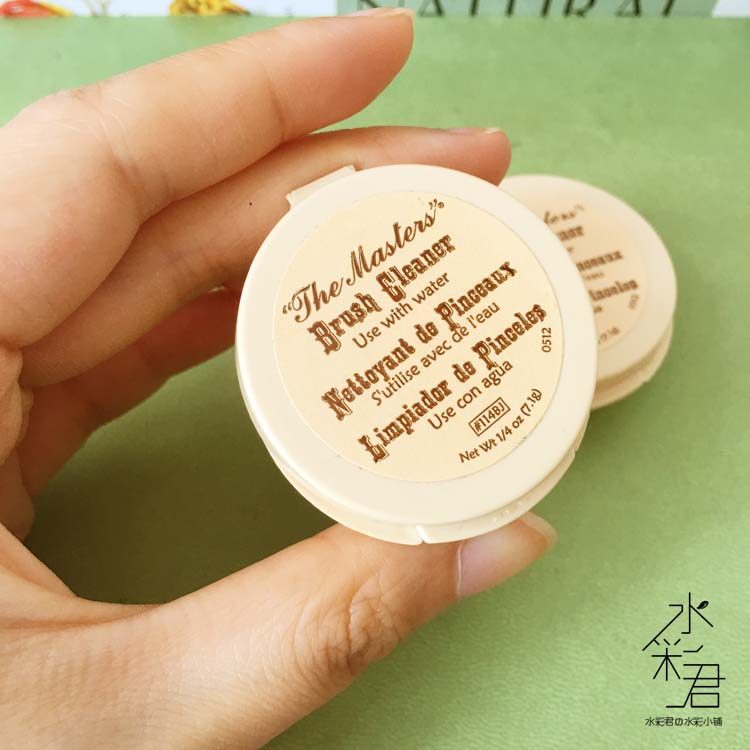 NATURAL
"The Masters"®
Brush Cleaner
Use with water
Nettoyant de Pinceaux
S'utilise avec de l'eau
Limpiador de Pinceles
Use con agua
#114BJ
Net Wt 1/4 oz (7.1g)
0512
水彩君
水彩君の水彩小铺